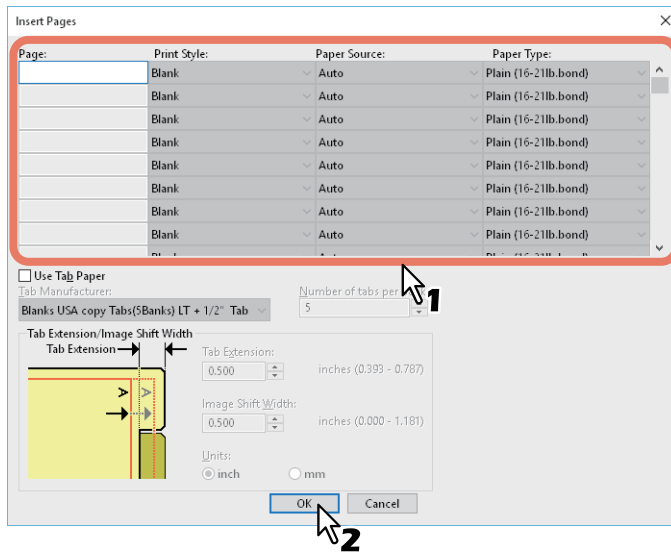 Insert Pages
Page: Print Style: Paper Source: Paper Type:
Blank Auto Plain (16-21lb.bond)
Blank Auto Plain (16-21lb.bond)
Blank Auto Plain (16-21lb.bond)
Blank Auto Plain (16-21lb.bond)
Blank Auto Plain (16-21lb.bond)
Blank Auto Plain (16-21lb.bond)
Blank Auto Plain (16-21lb.bond)
Blank Auto Plain (16-21lb.bond)
Use Tab Paper
Tab Manufacturer: Number of tabs per
Blanks USA copy Tabs(5Banks) LT + 1/2" Tab 5
1
Tab Extension/Image Shift Width
Tab Extension
Tab Extension:
0.500 inches (0.393 - 0.787)
A A
Image Shift Width:
0.500 inches (0.000 - 1.181)
Units:
inch mm
OK Cancel
2